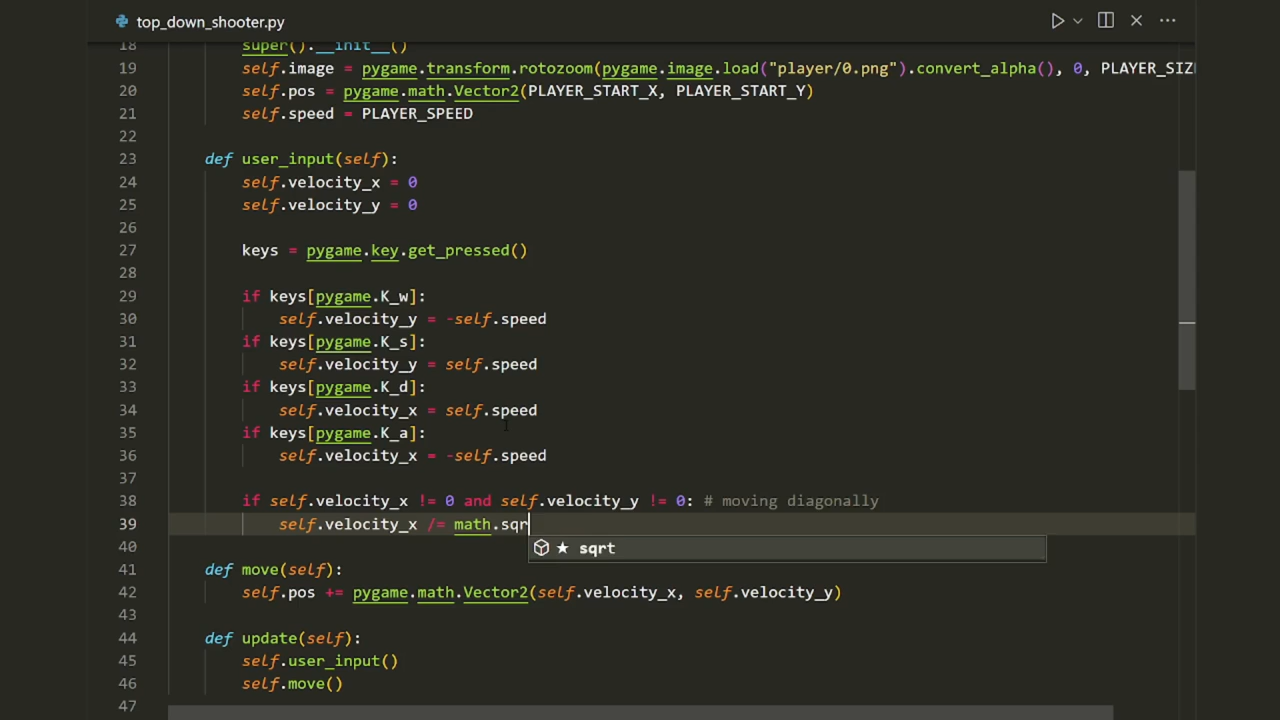 top_down_shooter.py
18 super().__init__()
19 self.image = pygame.transform.rotozoom(pygame.image.load("player/0.png").convert_alpha(), 0, PLAYER_SIZE
20 self.pos = pygame.math.Vector2(PLAYER_START_X, PLAYER_START_Y)
21 self.speed = PLAYER_SPEED
22
23 def user_input(self):
24 self.velocity_x = 0
25 self.velocity_y = 0
26
27 keys = pygame.key.get_pressed()
28
29 if keys[pygame.K_w]:
30 self.velocity_y = -self.speed
31 if keys[pygame.K_s]:
32 self.velocity_y = self.speed
33 if keys[pygame.K_d]:
34 self.velocity_x = self.speed
35 if keys[pygame.K_a]:
36 self.velocity_x = -self.speed
37
38 if self.velocity_x != 0 and self.velocity_y != 0: # moving diagonally
39 self.velocity_x /= math.sqr
sqrt
40
41 def move(self):
42 self.pos += pygame.math.Vector2(self.velocity_x, self.velocity_y)
43
44 def update(self):
45 self.user_input()
46 self.move()
47